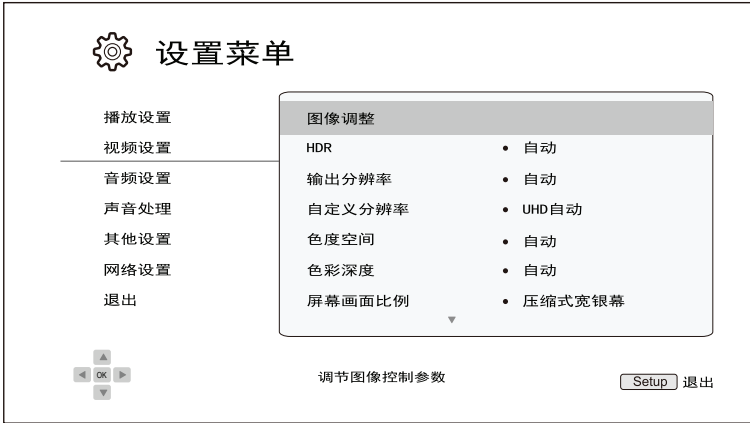 设置菜单
播放设置
视频设置
音频设置
声音处理
其他设置
网络设置
退出
图像调整
HDR • 自动
输出分辨率 • 自动
自定义分辨率 • UHD自动
色度空间 • 自动
色彩深度 • 自动
屏幕画面比例 • 压缩式宽银幕
OK
调节图像控制参数
Setup 退出